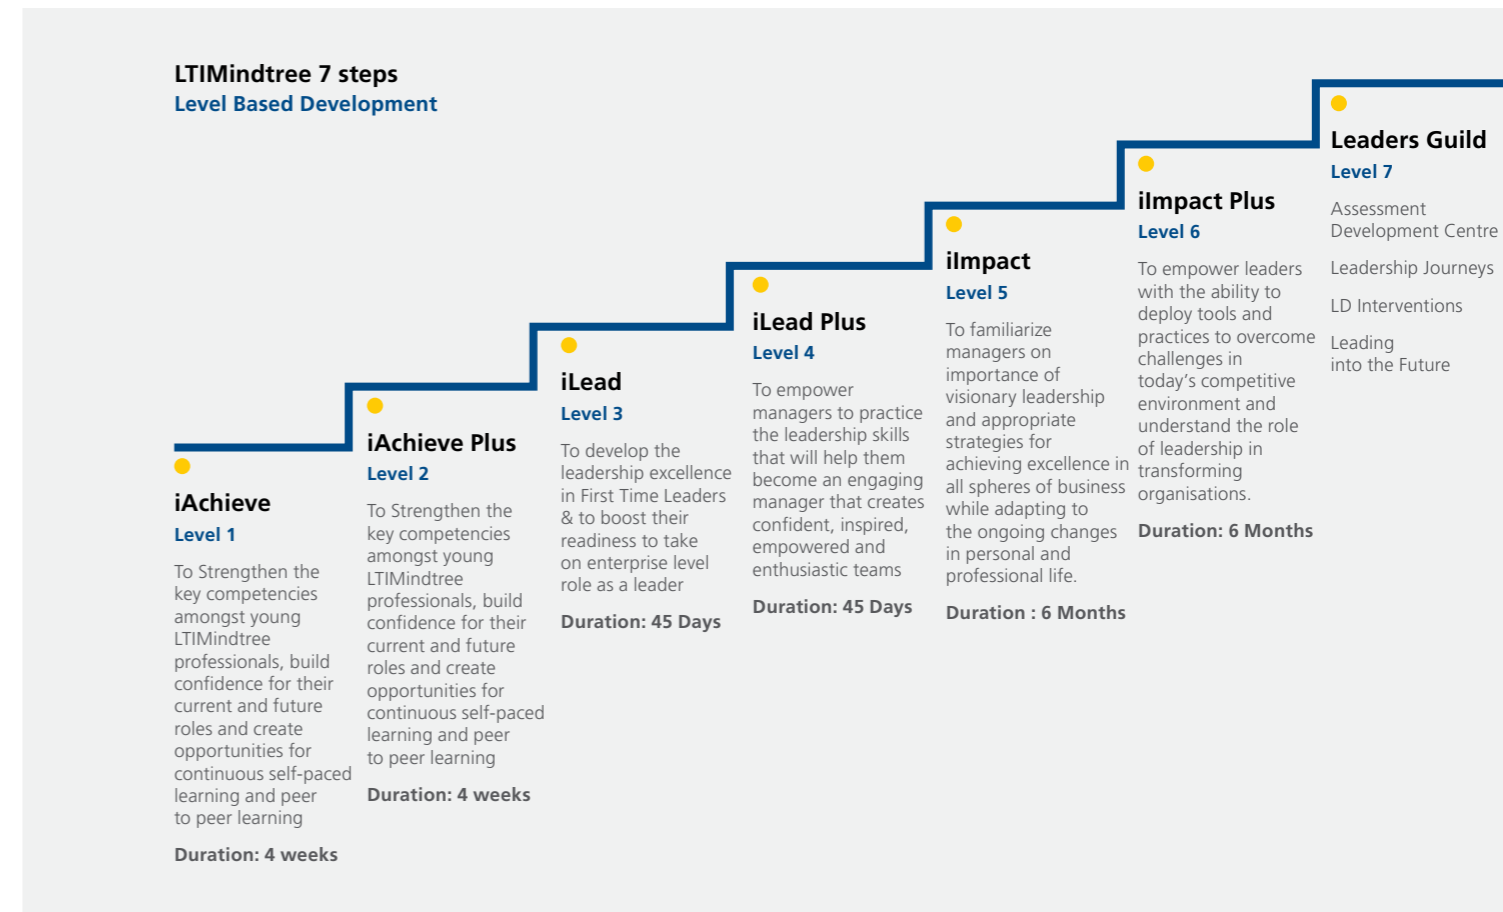 LTIMindtree 7 steps
Level Based Development
iAchieve
Level 1
To Strengthen the
key competencies
amongst young
LTIMindtree
professionals, build
confidence for their
current and future
roles and create
opportunities for
continuous self-paced
learning and peer
to peer learning
Duration: 4 weeks
iAchieve Plus
Level 2
To Strengthen the
key competencies
amongst young
LTIMindtree
professionals, build
confidence for their
current and future
roles and create
opportunities for
continuous self-paced
learning and peer
to peer learning
Duration: 4 weeks
iLead
Level 3
To develop the
leadership excellence
in First Time Leaders
& to boost their
readiness to take
on enterprise level
role as a leader
Duration: 45 Days
iLead Plus
Level 4
To empower
managers to practice
the leadership skills
that will help them
become an engaging
manager that creates
confident, inspired,
empowered and
enthusiastic teams
Duration: 45 Days
iImpact
Level 5
To familiarize
managers on
importance of
visionary leadership
and appropriate
strategies for
achieving excellence in
all spheres of business
while adapting to
the ongoing changes
in personal and
professional life.
Duration : 6 Months
iImpact Plus
Level 6
To empower leaders
with the ability to
deploy tools and
practices to overcome
challenges in
today’s competitive
environment and
understand the role
of leadership in
transforming
organisations.
Duration: 6 Months
Leaders Guild
Level 7
Assessment
Development Centre
Leadership Journeys
LD Interventions
Leading
into the Future